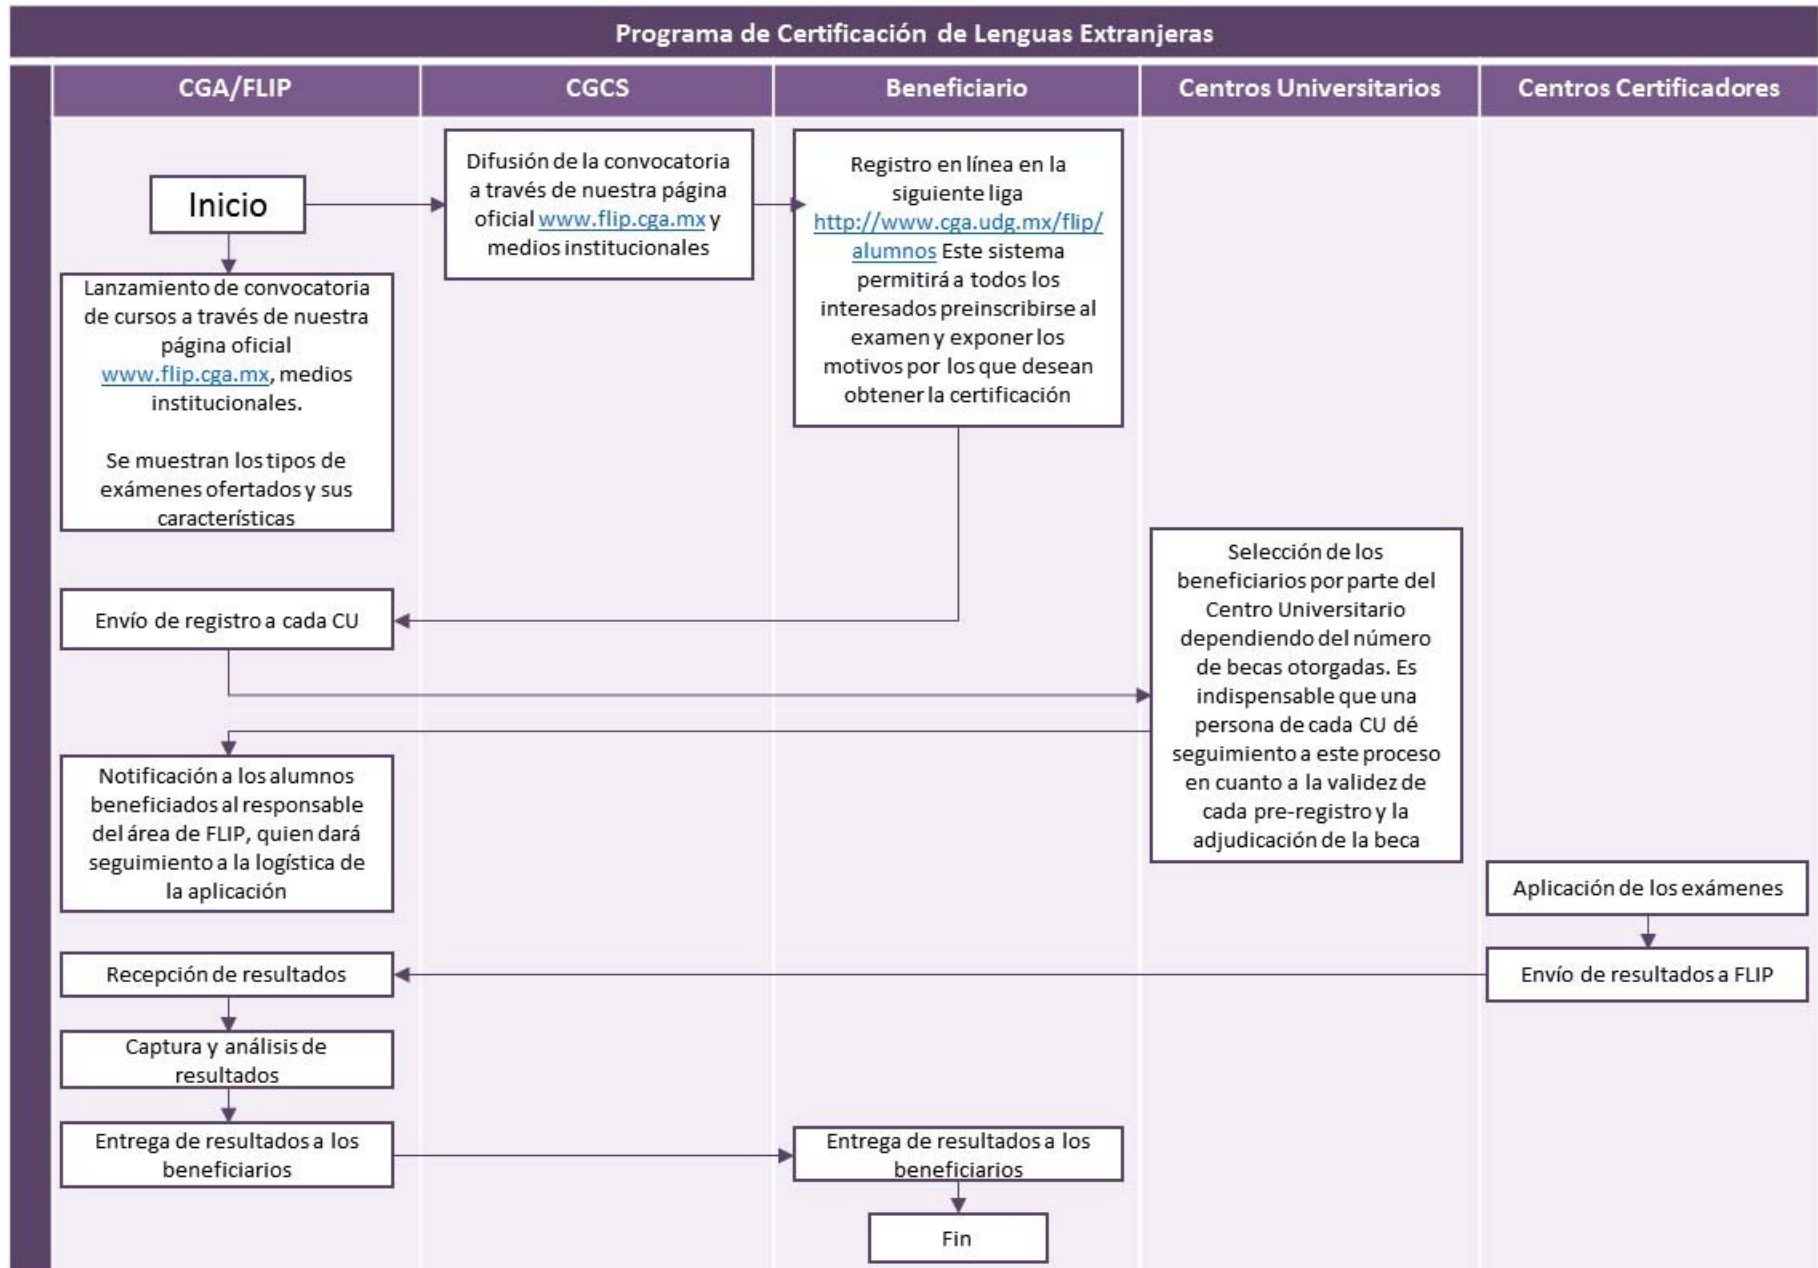 Programa de Certificación de Lenguas Extranjeras
CGA/FLIP
CGCS
Beneficiario
Centros Universitarios
Centros Certificadores
Inicio
Difusión de la convocatoria
a través de nuestra página
oficial www.flip.cga.mx y
medios institucionales
Registro en línea en la
siguiente liga
http://www.cga.udg.mx/flip/
alumnos Este sistema
permitirá a todos los
interesados preinscribirse al
examen y exponer los
motivos por los que desean
obtener la certificación
Lanzamiento de convocatoria
de cursos a través de nuestra
página oficial
www.flip.cga.mx, medios
institucionales.
Se muestran los tipos de
exámenes ofertados y sus
características
Envío de registro a cada CU
Selección de los
beneficiarios por parte del
Centro Universitario
dependiendo del número
de becas otorgadas. Es
indispensable que una
persona de cada CU dé
seguimiento a este proceso
en cuanto a la validez de
cada pre-registro y la
adjudicación de la beca
Notificación a los alumnos
beneficiados al responsable
del área de FLIP, quien dará
seguimiento a la logística de
la aplicación
Aplicación de los exámenes
Envío de resultados a FLIP
Recepción de resultados
Captura y análisis de
resultados
Entrega de resultados a los
beneficiarios
Entrega de resultados a los
beneficiarios
Fin